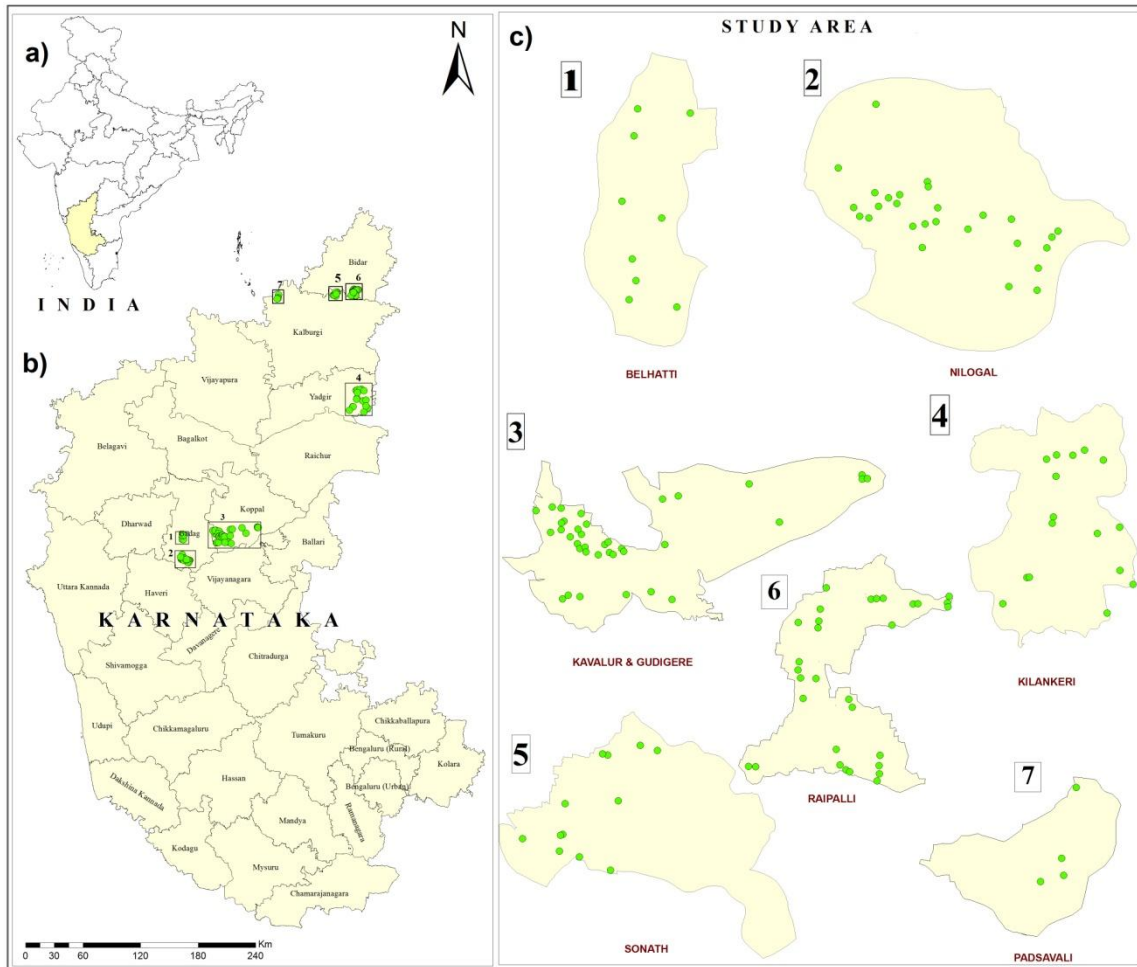 a)
N
I N D I A
b)
Bidar
7
5
6
Kalburgi
Vijayapura
4
Yadgir
Bagalkot
Belagavi
Raichur
3
Koppal
Dharwad
Gadag
1
2
Ballari
Uttara Kannada
Haveri
Vijayanagara
K A R N A T A K A
Davanagere
Shivamogga
Chitradurga
Udupi
Chikkamagaluru
Tumakuru
Chikkaballapura
Bengaluru (Rural)
Kolara
Hassan
Bengaluru (Urban)
Dakshina Kannada
Mandya
Ramanagara
Kodagu
Mysuru
Chamarajanagara
Km
0 30 60 120 180 240
c)
STUDY AREA
1
BELHATTI
2
NILOGAL
3
KAVALUR & GUDIGERE
4
KILANKERI
5
SONATH
6
RAIPALLI
7
PADSAVALI